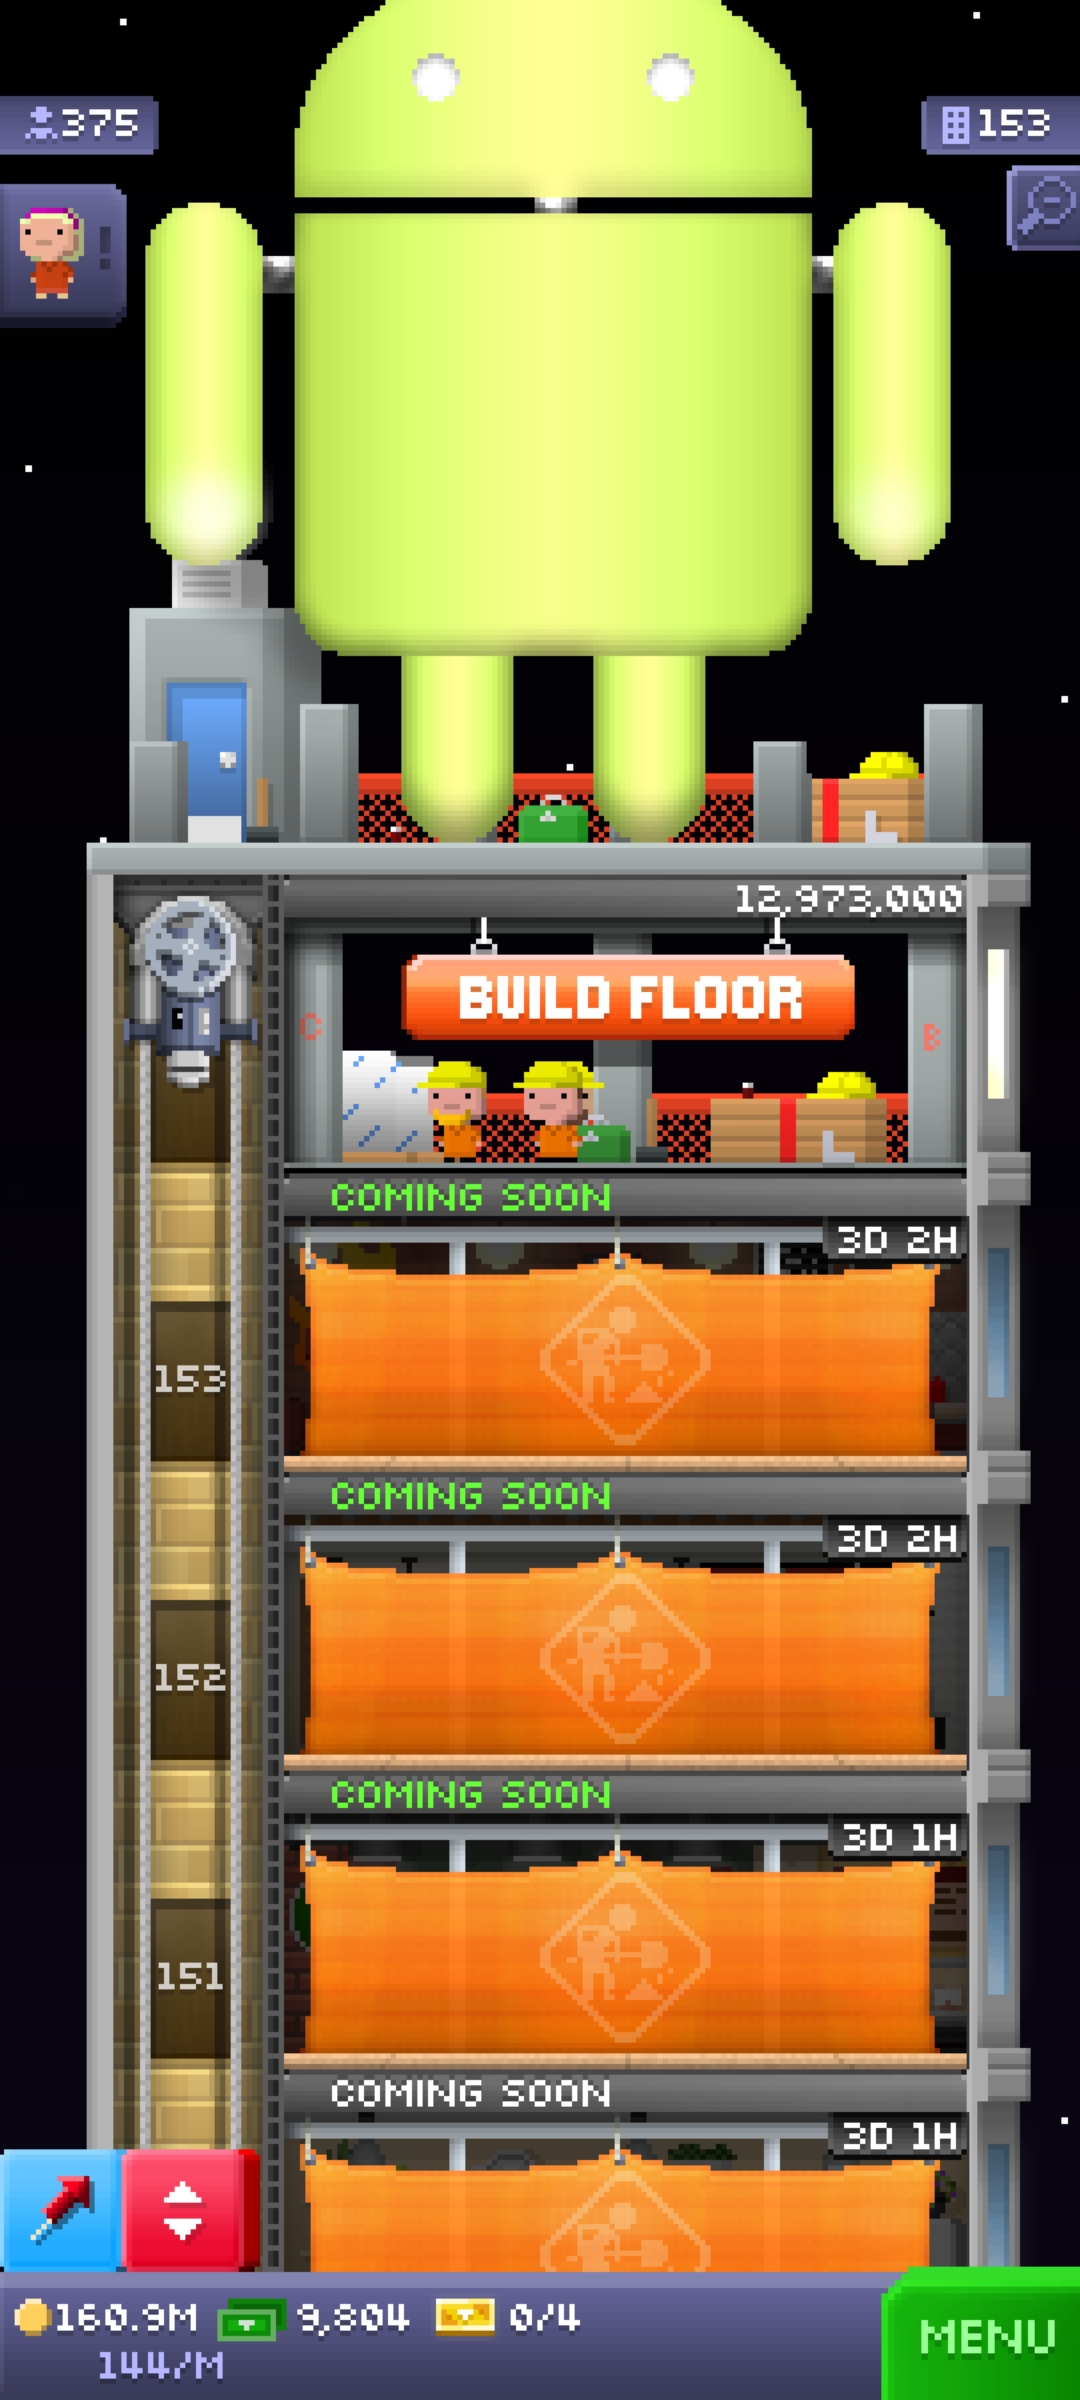 375
153
!
12,973,000
BUILD FLOOR
C
B
COMING SOON
3D 2H
153
COMING SOON
3D 2H
152
COMING SOON
3D 1H
151
COMING SOON
3D 1H
160.9M 9,804 0/4
144/M
MENU